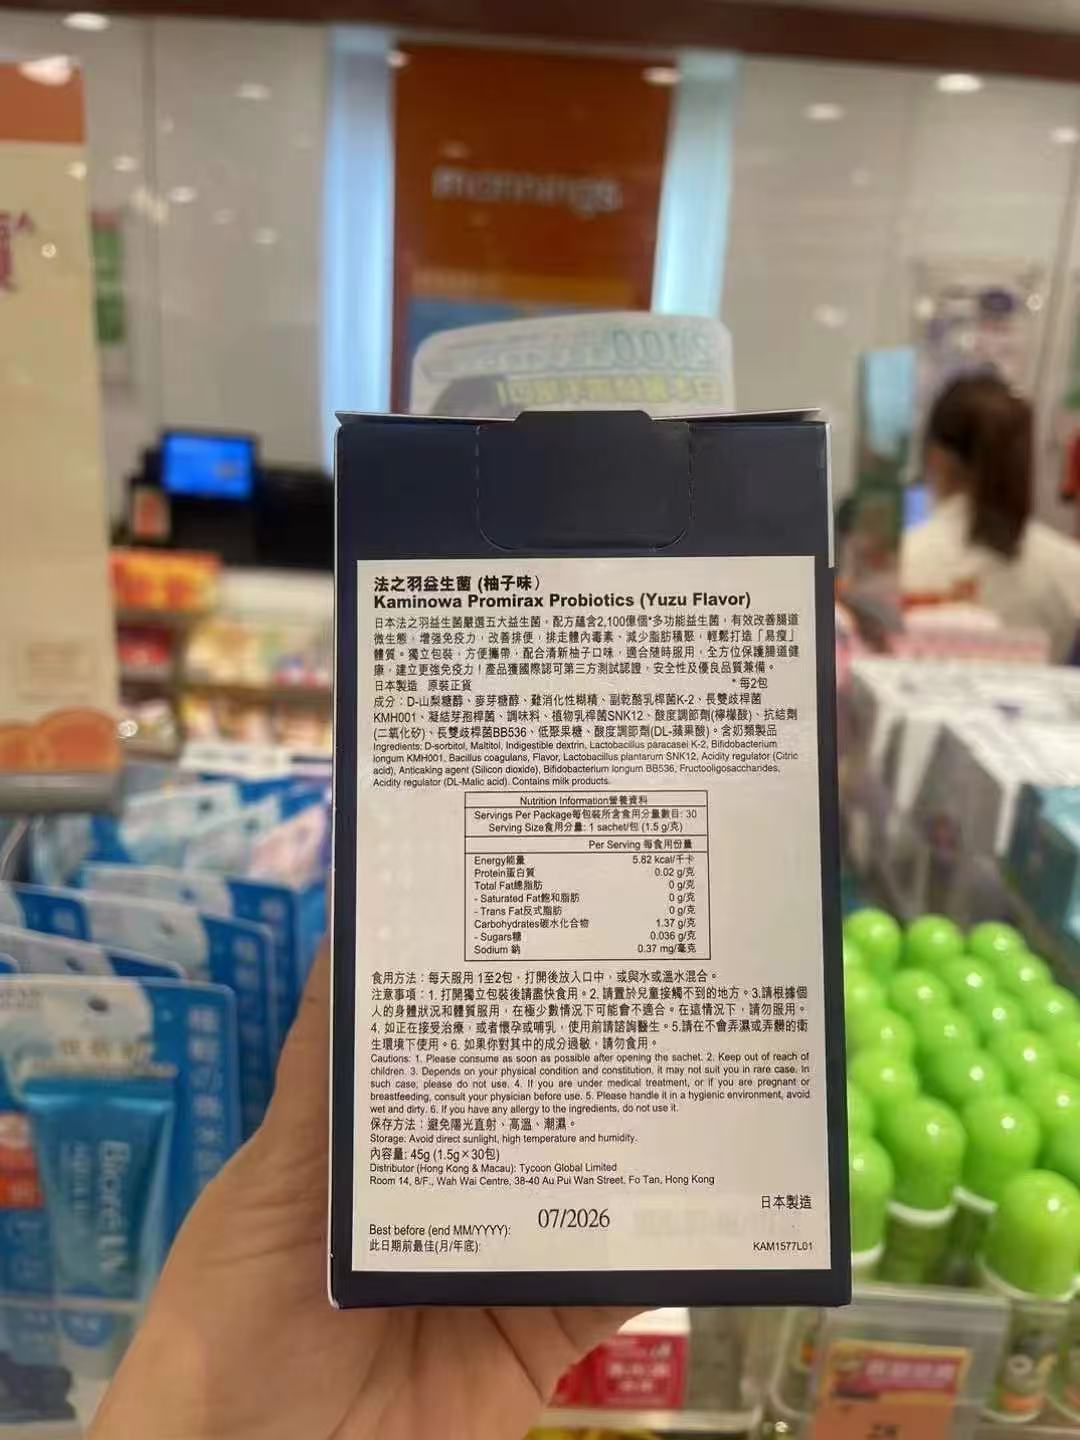 mannings
法之羽益生菌 (柚子味)
Kaminowa Promirax Probiotics (Yuzu Flavor)
日本法之羽益生菌嚴選五大益生菌，配方蘊含2,100億個*多功能益生菌，有效改善腸道
微生態，增強免疫力，改善排便，排走體內毒素，減少脂肪積聚，輕鬆打造「易瘦」
體質。獨立包裝，方便攜帶，配合清新柚子口味，適合隨時服用，全方位保護腸道健
康，建立更強免疫力！產品獲國際認可第三方測試認證，安全性及優良品質兼備。
日本製造 原裝正貨 *每2包
成分：D-山梨糖醇、麥芽糖醇、難消化性糊精、副乾酪乳桿菌K-2、長雙歧桿菌
KMH001、凝結芽孢桿菌、調味料、植物乳桿菌SNK12、酸度調節劑(檸檬酸)、抗結劑
(二氧化矽)、長雙歧桿菌BB536、低聚果糖、酸度調節劑(DL-蘋果酸)。含奶類製品
Ingredients: D-sorbitol, Maltitol, Indigestible dextrin, Lactobacillus paracasei K-2, Bifidobacterium
longum KMH001, Bacillus coagulans, Flavor, Lactobacillus plantarum SNK12, Acidity regulator (Citric
acid), Anticaking agent (Silicon dioxide), Bifidobacterium longum BB536, Fructooligosaccharides,
Acidity regulator (DL-Malic acid). Contains milk products.
Nutrition Information營養資料
Servings Per Package每包裝所含食用分量數目: 30
Serving Size食用分量: 1 sachet/包 (1.5 g/克)
Per Serving 每食用份量
Energy能量 5.82 kcal/千卡
Protein蛋白質 0.02 g/克
Total Fat總脂肪 0 g/克
- Saturated Fat飽和脂肪 0 g/克
- Trans Fat反式脂肪 0 g/克
Carbohydrates碳水化合物 1.37 g/克
- Sugars糖 0.036 g/克
Sodium 鈉 0.37 mg/毫克
食用方法：每天服用 1至2包，打開後放入口中，或與水或溫水混合。
注意事項：1. 打開獨立包裝後請盡快食用。2. 請置於兒童接觸不到的地方。3.請根據個
人的身體狀況和體質服用，在極少數情況下可能會不適合。在這情況下，請勿服用。
4. 如正在接受治療，或者懷孕或哺乳，使用前請諮詢醫生。5.請在不會弄濕或弄髒的衛
生環境下使用。6. 如果你對其中的成分過敏，請勿食用。
Cautions: 1. Please consume as soon as possible after opening the sachet. 2. Keep out of reach of
children. 3. Depends on your physical condition and constitution, it may not suit you in rare case. In
such case, please do not use. 4. If you are under medical treatment, or if you are pregnant or
breastfeeding, consult your physician before use. 5. Please handle it in a hygienic environment, avoid
wet and dirty. 6. If you have any allergy to the ingredients, do not use it.
保存方法：避免陽光直射、高溫、潮濕。
Storage: Avoid direct sunlight, high temperature and humidity.
內容量: 45g (1.5g×30包)
Distributor (Hong Kong & Macau): Tycoon Global Limited
Room 14, 8/F., Wah Wai Centre, 38-40 Au Pui Wan Street, Fo Tan, Hong Kong
日本製造
Best before (end MM/YYYY): 07/2026
此日期前最佳(月/年底):
KAM1577L01
Bioré UV